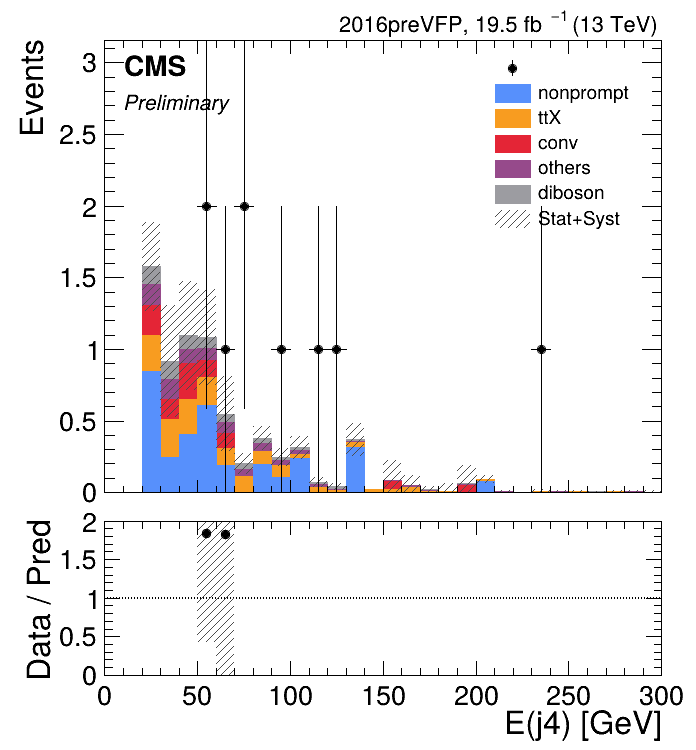 2016preVFP, 19.5 fb⁻¹ (13 TeV)
Events
CMS
Preliminary
nonprompt
ttX
conv
others
diboson
Stat+Syst
3
2.5
2
1.5
1
0.5
0
Data / Pred
2
1.5
1
0.5
0
0 50 100 150 200 250 300
E(j4) [GeV]